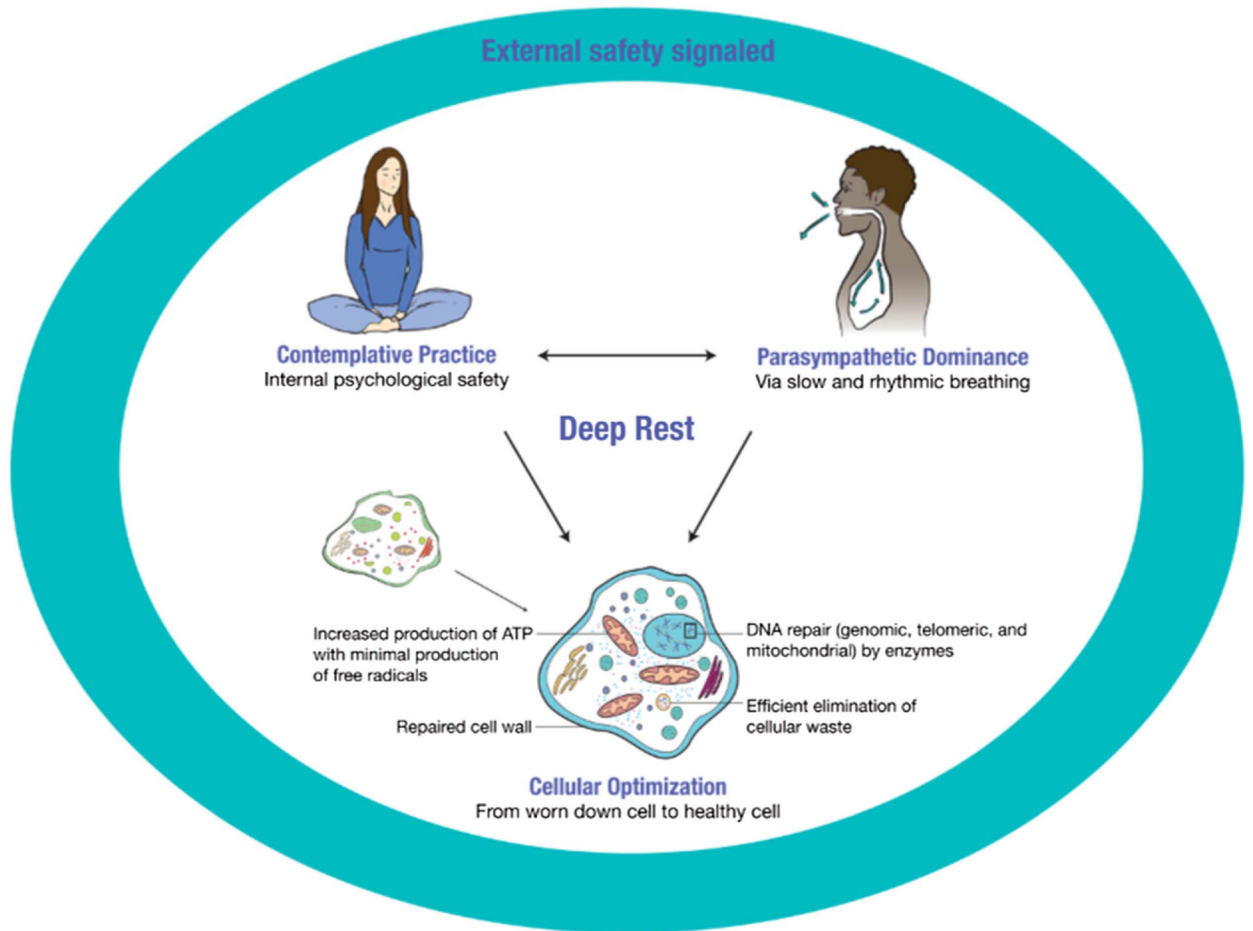 External safety signaled
Contemplative Practice
Internal psychological safety
Parasympathetic Dominance
Via slow and rhythmic breathing
Deep Rest
Increased production of ATP
with minimal production
of free radicals
DNA repair (genomic, telomeric, and
mitochondrial) by enzymes
Repaired cell wall
Efficient elimination of
cellular waste
Cellular Optimization
From worn down cell to healthy cell